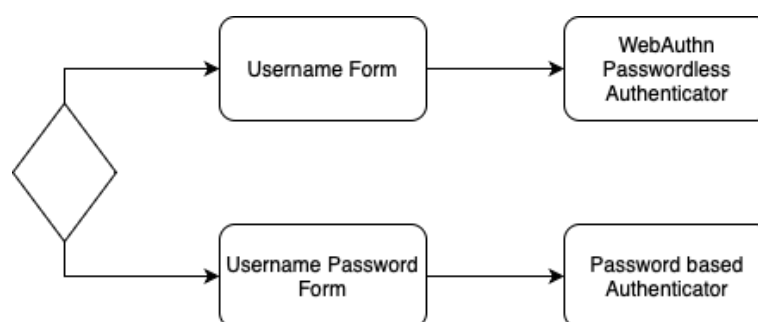 Username Form
WebAuthn
Passwordless
Authenticator
Username Password
Form
Password based
Authenticator